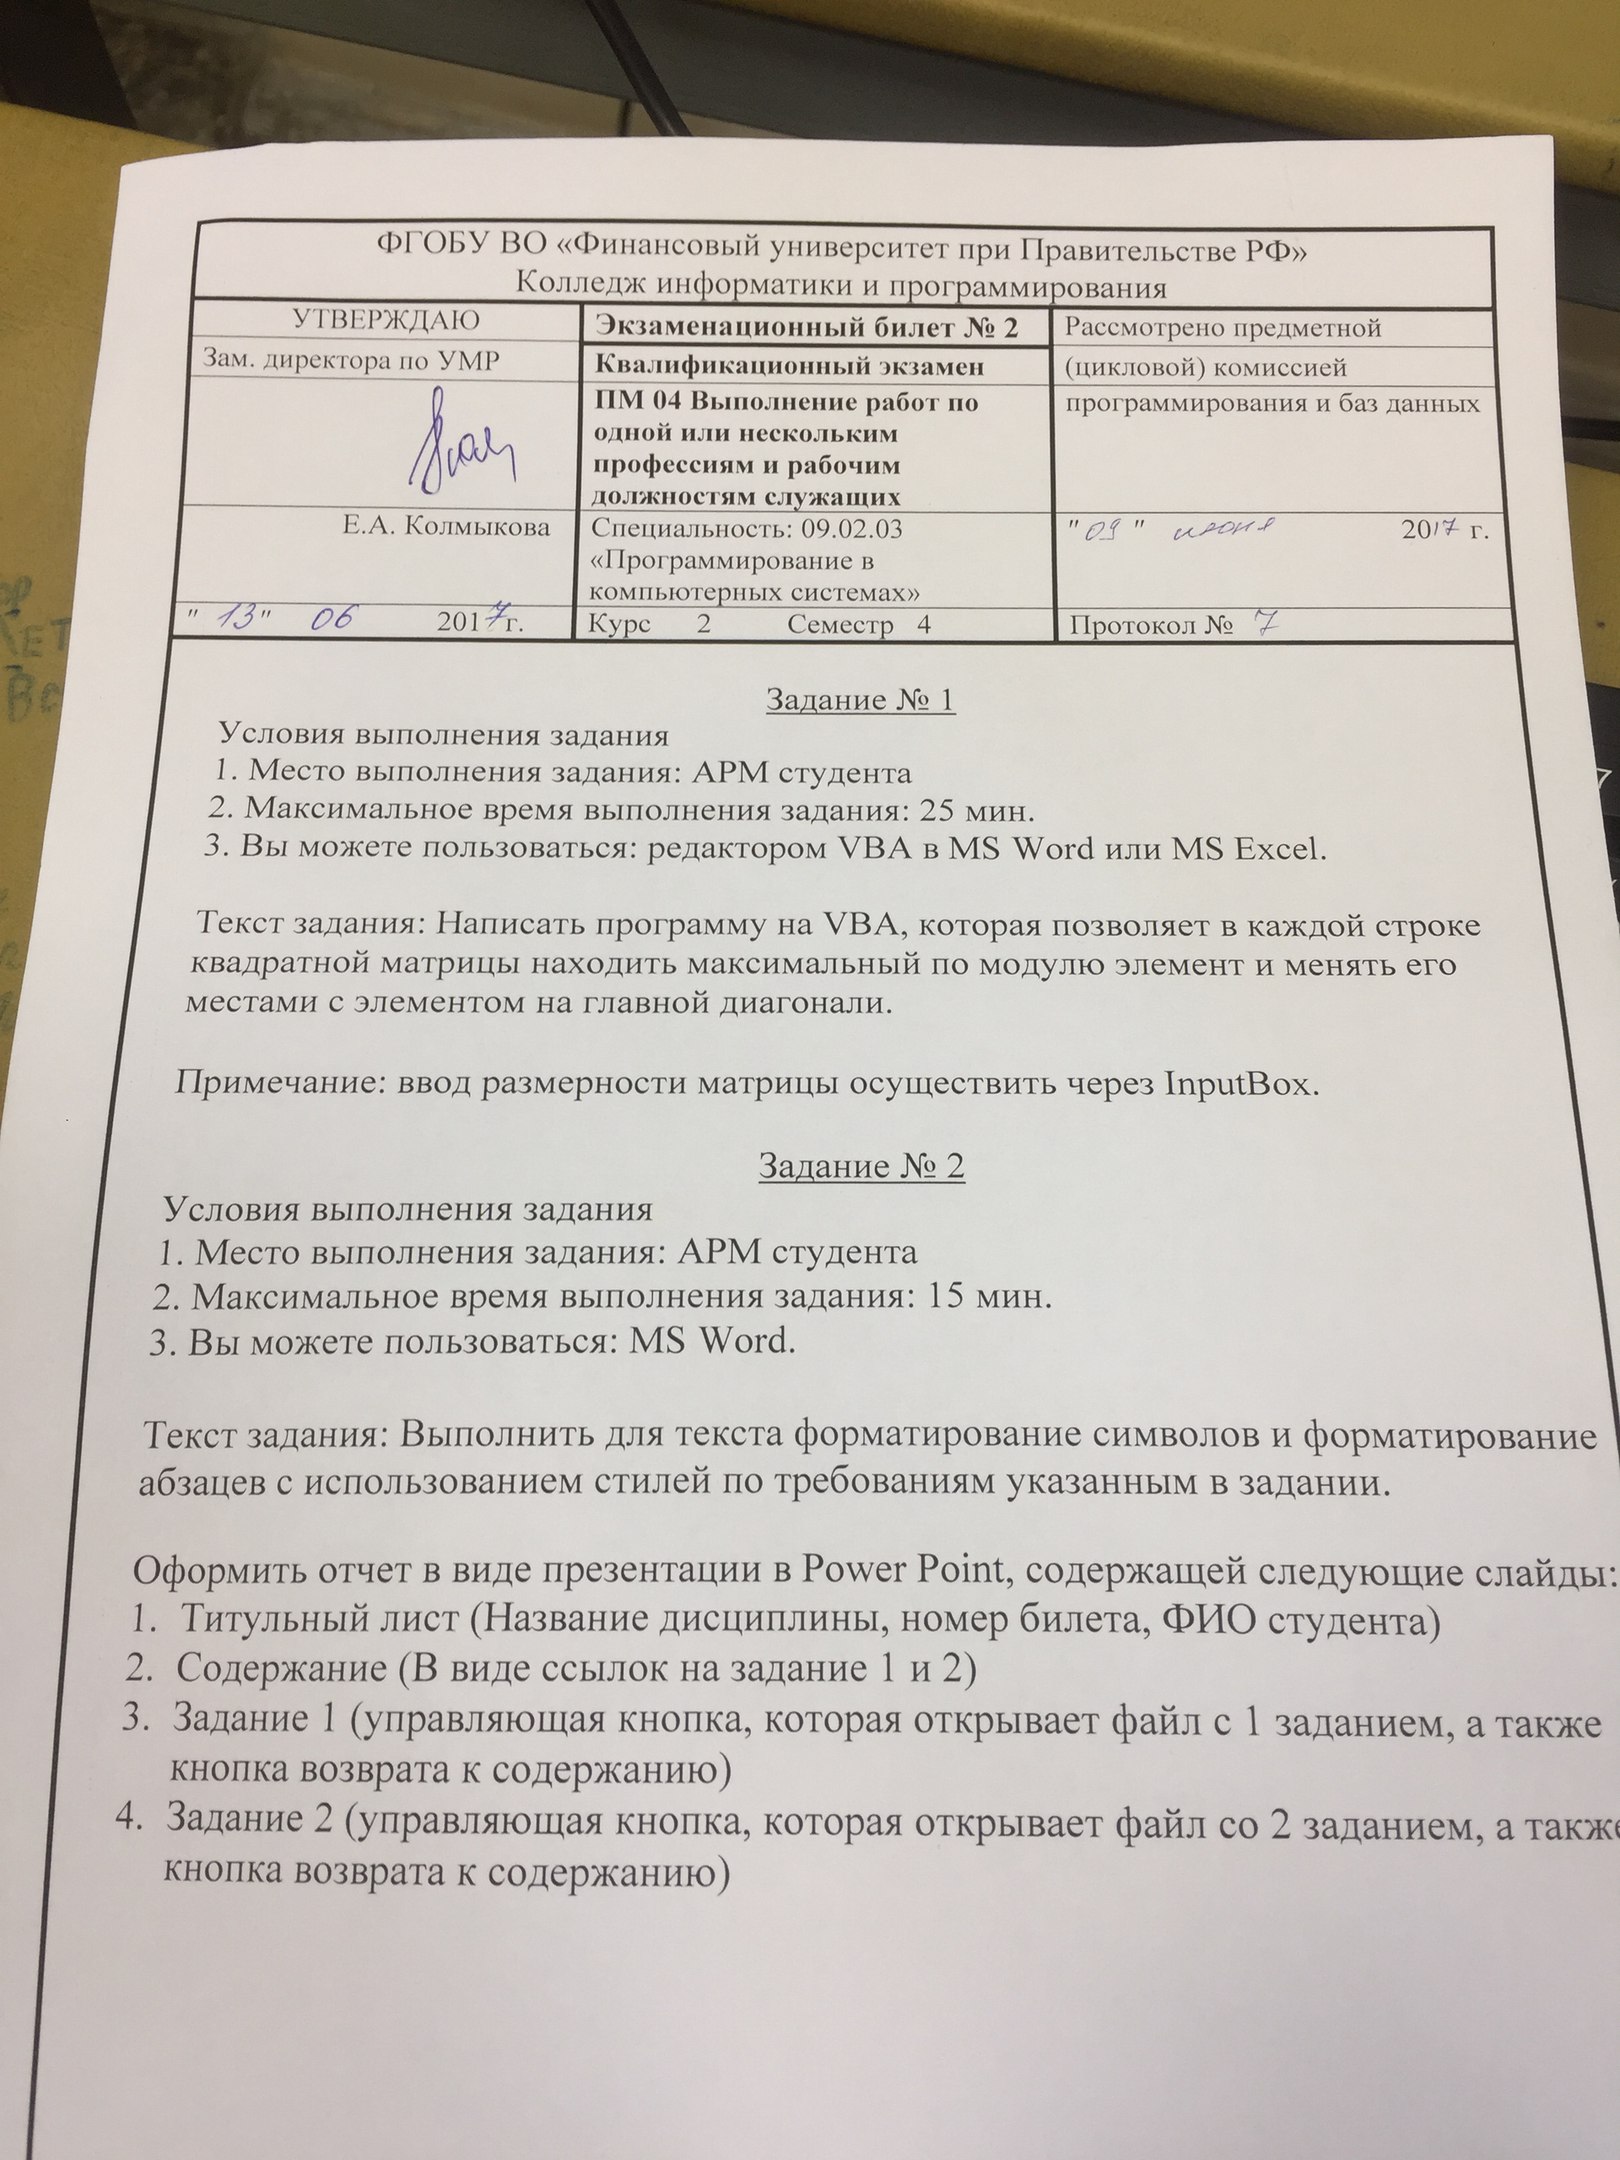 ФГОБУ ВО «Финансовый университет при Правительстве РФ»
Колледж информатики и программирования
УТВЕРЖДАЮ
Зам. директора по УМР
Е.А. Колмыкова
" 13 " 06 2017г.
Экзаменационный билет № 2
Квалификационный экзамен
ПМ 04 Выполнение работ по
одной или нескольким
профессиям и рабочим
должностям служащих
Специальность: 09.02.03
«Программирование в
компьютерных системах»
Курс 2 Семестр 4
Рассмотрено предметной
(цикловой) комиссией
программирования и баз данных
" 09 " июня 2017 г.
Протокол № 7
Задание № 1
Условия выполнения задания
1. Место выполнения задания: АРМ студента
2. Максимальное время выполнения задания: 25 мин.
3. Вы можете пользоваться: редактором VBA в MS Word или MS Excel.
Текст задания: Написать программу на VBA, которая позволяет в каждой строке
квадратной матрицы находить максимальный по модулю элемент и менять его
местами с элементом на главной диагонали.
Примечание: ввод размерности матрицы осуществить через InputBox.
Задание № 2
Условия выполнения задания
1. Место выполнения задания: АРМ студента
2. Максимальное время выполнения задания: 15 мин.
3. Вы можете пользоваться: MS Word.
Текст задания: Выполнить для текста форматирование символов и форматирование
абзацев с использованием стилей по требованиям указанным в задании.
Оформить отчет в виде презентации в Power Point, содержащей следующие слайды:
1. Титульный лист (Название дисциплины, номер билета, ФИО студента)
2. Содержание (В виде ссылок на задание 1 и 2)
3. Задание 1 (управляющая кнопка, которая открывает файл с 1 заданием, а также
кнопка возврата к содержанию)
4. Задание 2 (управляющая кнопка, которая открывает файл со 2 заданием, а также
кнопка возврата к содержанию)